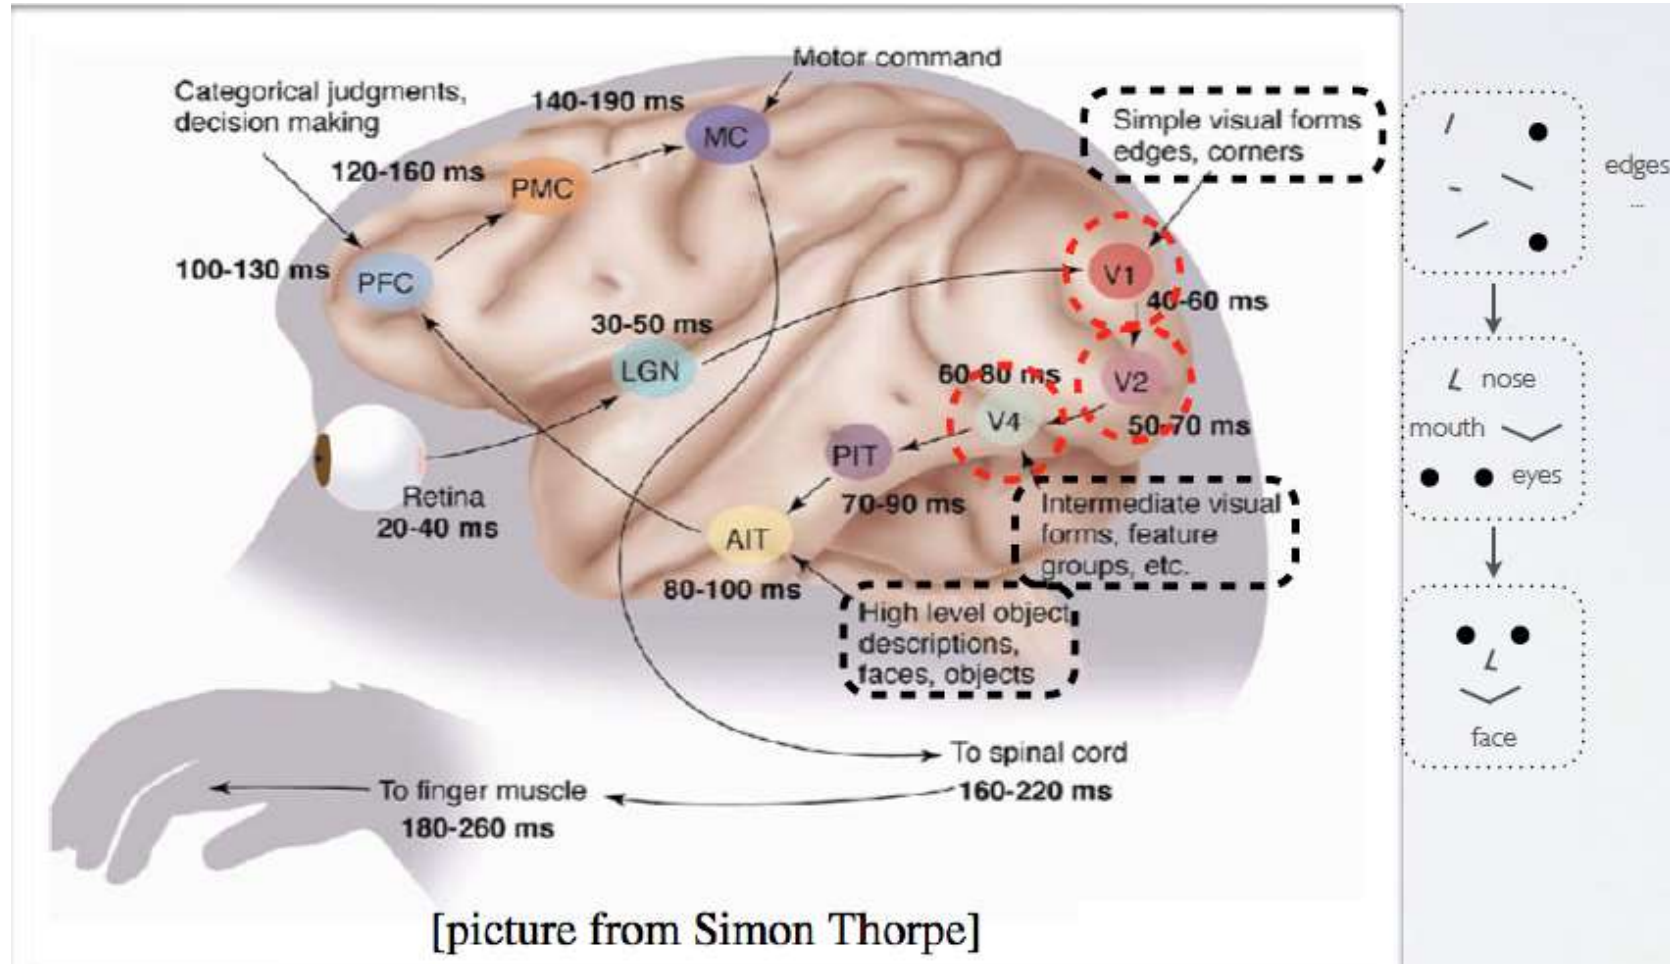 Motor command
Categorical judgments,
decision making
140-190 ms
MC
Simple visual forms
edges, corners
120-160 ms
PMC
100-130 ms
PFC
V1
40-60 ms
30-50 ms
LGN
60-80 ms
V2
V4
50-70 ms
PIT
70-90 ms
Retina
20-40 ms
AIT
80-100 ms
Intermediate visual
forms, feature
groups, etc.
High level object
descriptions,
faces, objects
To spinal cord
160-220 ms
To finger muscle
180-260 ms
[picture from Simon Thorpe]
edges
...
nose
mouth
eyes
face